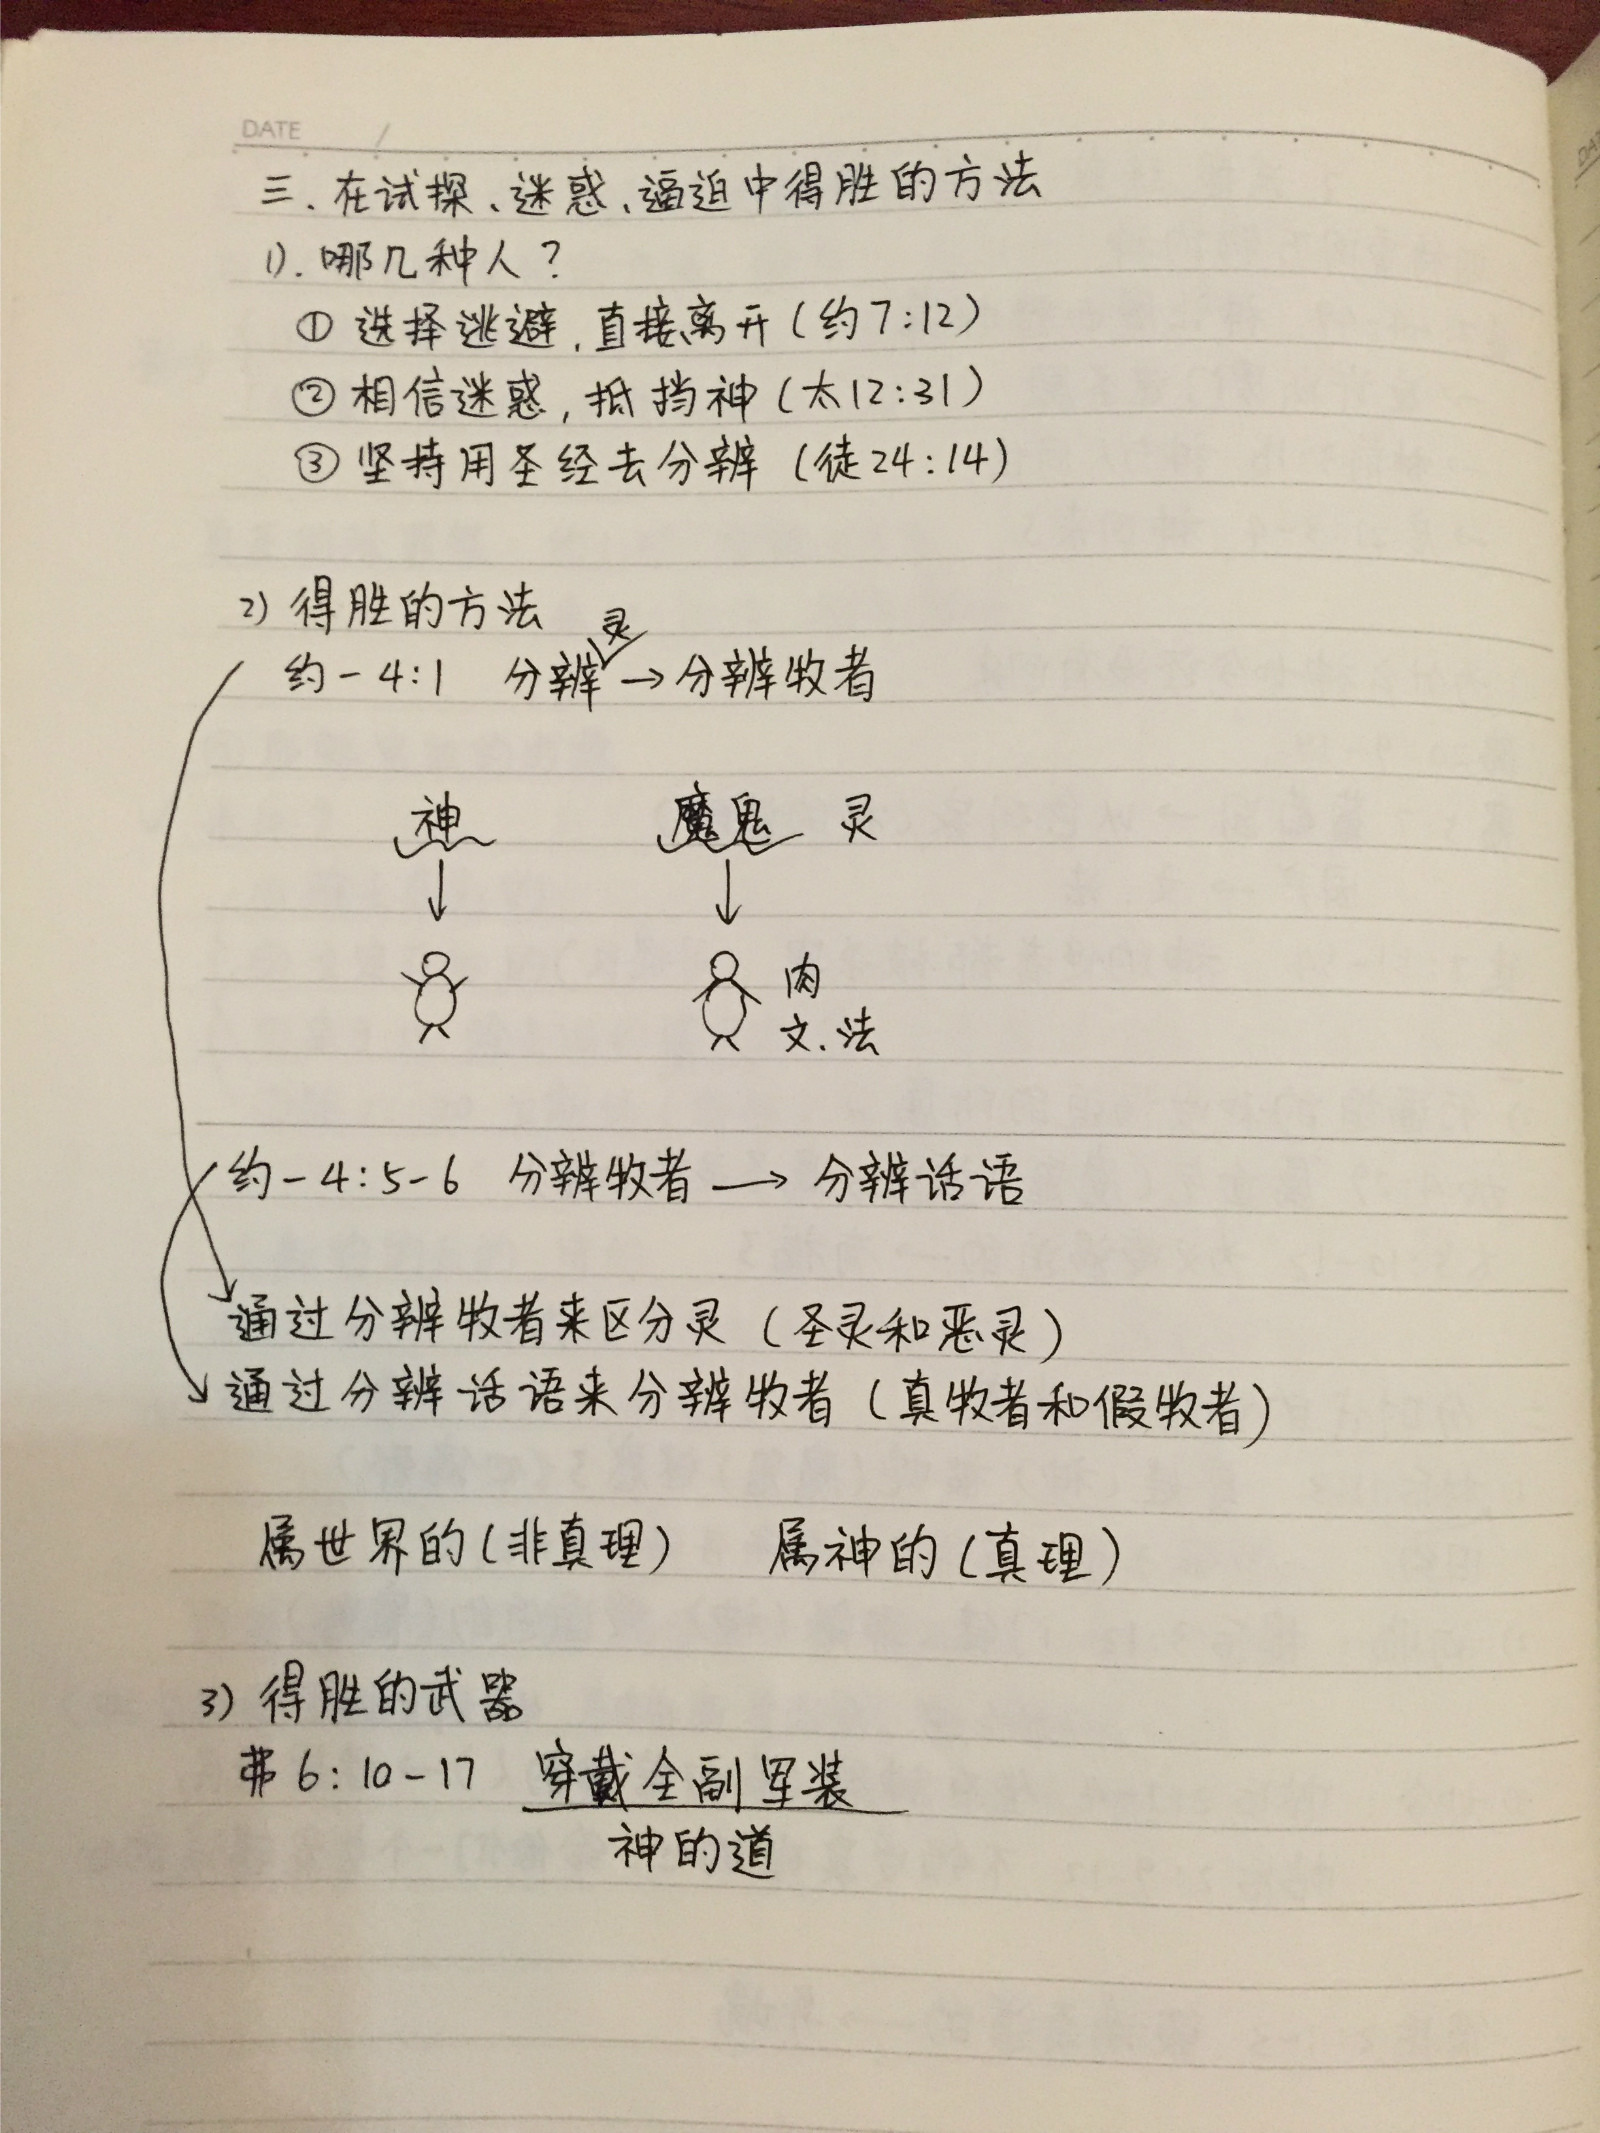 DATE /
三.在试探、迷惑、逼迫中得胜的方法
1).哪几种人?
① 选择逃避,直接离开(约7:12)
② 相信迷惑,抵挡神(太12:31)
③ 坚持用圣经去分辨(徒24:14)
2) 得胜的方法
约一4:1 分辨灵→分辨牧者
神 魔鬼 灵
肉
文.法
约一4:5-6 分辨牧者→分辨话语
通过分辨牧者来区分灵(圣灵和恶灵)
通过分辨话语来分辨牧者(真牧者和假牧者)
属世界的(非真理) 属神的(真理)
3) 得胜的武器
弗6:10-17 穿戴全副军装
神的道